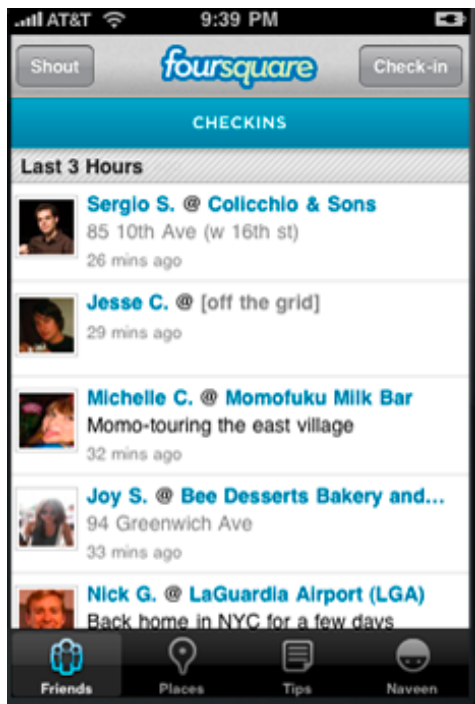 AT&T 9:39 PM
Shout foursquare Check-in
CHECKINS
Last 3 Hours
Sergio S. @ Colicchio & Sons
85 10th Ave (w 16th st)
26 mins ago
Jesse C. @ [off the grid]
29 mins ago
Michelle C. @ Momofuku Milk Bar
Momo-touring the east village
32 mins ago
Joy S. @ Bee Desserts Bakery and...
94 Greenwich Ave
33 mins ago
Nick G. @ LaGuardia Airport (LGA)
Back home in NYC for a few days
Friends Places Tips Naveen